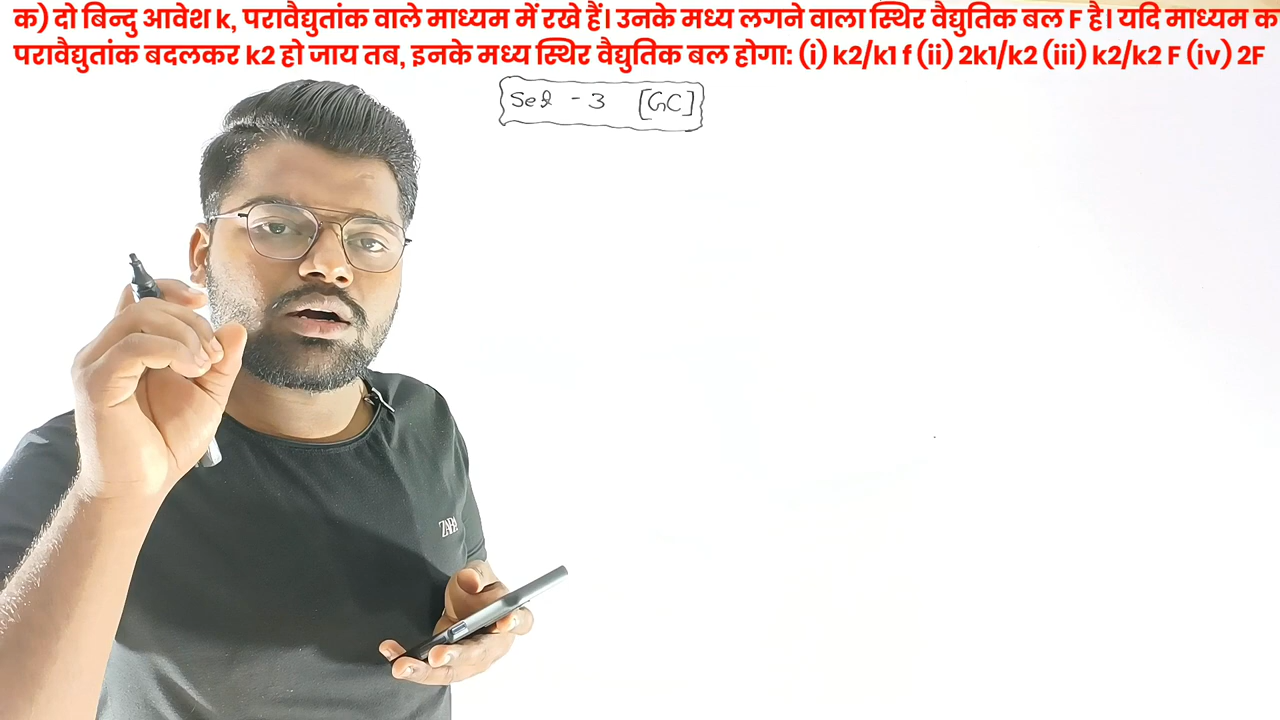 क) दो बिन्दु आवेश k, परावैद्युतांक वाले माध्यम में रखे हैं। उनके मध्य लगने वाला स्थिर वैद्युतिक बल F है। यदि माध्यम का
परावैद्युतांक बदलकर k2 हो जाय तब, इनके मध्य स्थिर वैद्युतिक बल होगा: (i) k2/k1 f (ii) 2k1/k2 (iii) k2/k2 F (iv) 2F
Set - 3 [GC]
ZARA